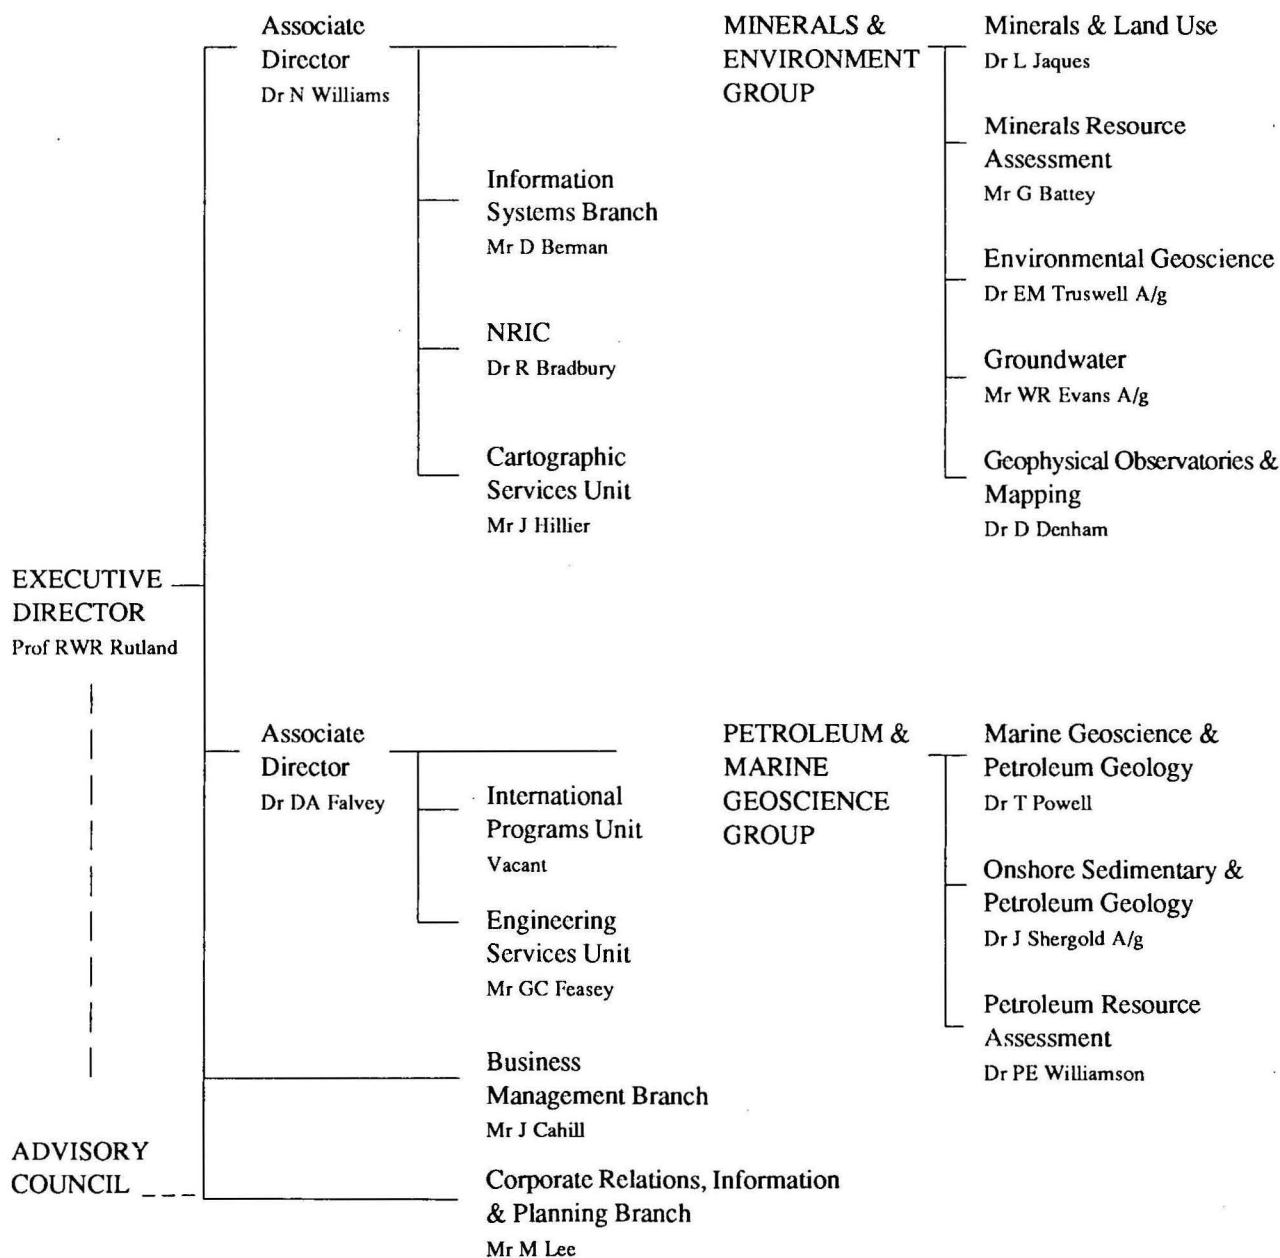 Associate
Director
Dr N Williams
MINERALS &
ENVIRONMENT
GROUP
Minerals & Land Use
Dr L Jaques
Minerals Resource
Assessment
Mr G Battey
Environmental Geoscience
Dr EM Truswell A/g
Groundwater
Mr WR Evans A/g
Geophysical Observatories &
Mapping
Dr D Denham
Information
Systems Branch
Mr D Berman
NRIC
Dr R Bradbury
Cartographic
Services Unit
Mr J Hillier
EXECUTIVE
DIRECTOR
Prof RWR Rutland
Associate
Director
Dr DA Falvey
PETROLEUM &
MARINE
GEOSCIENCE
GROUP
Marine Geoscience &
Petroleum Geology
Dr T Powell
Onshore Sedimentary &
Petroleum Geology
Dr J Shergold A/g
Petroleum Resource
Assessment
Dr PE Williamson
International
Programs Unit
Vacant
Engineering
Services Unit
Mr GC Feasey
Business
Management Branch
Mr J Cahill
ADVISORY
COUNCIL
Corporate Relations, Information
& Planning Branch
Mr M Lee